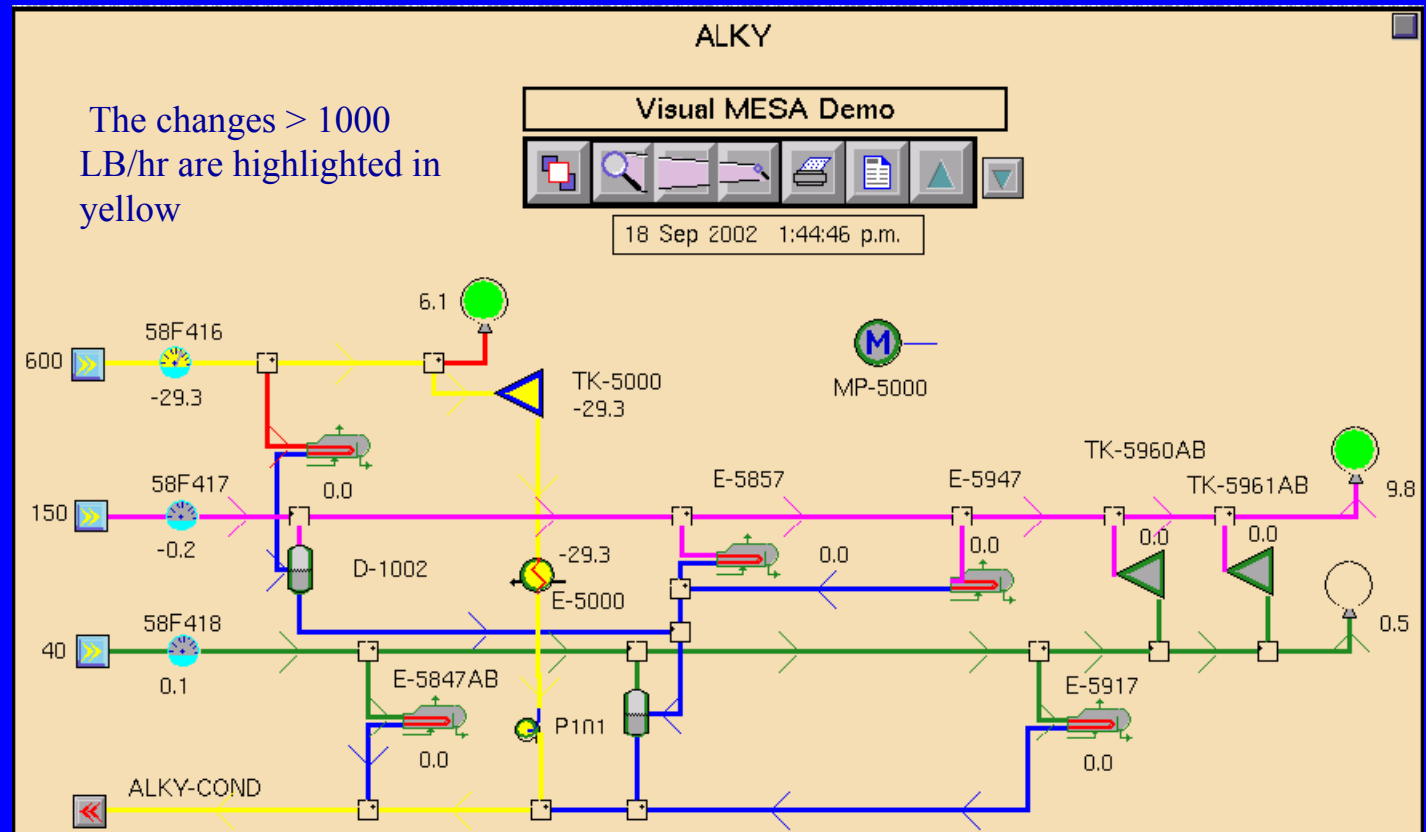 ALKY
The changes > 1000
LB/hr are highlighted in
yellow
Visual MESA Demo
18 Sep 2002 1:44:46 p.m.
6.1
58F416
600
-29.3
TK-5000
-29.3
M
MP-5000
0.0
58F417
150
-0.2
D-1002
-29.3
E-5000
E-5857
0.0
E-5947
0.0
TK-5960AB
0.0
TK-5961AB
0.0
9.8
0.5
58F418
40
0.1
E-5847AB
0.0
P101
E-5917
0.0
ALKY-COND